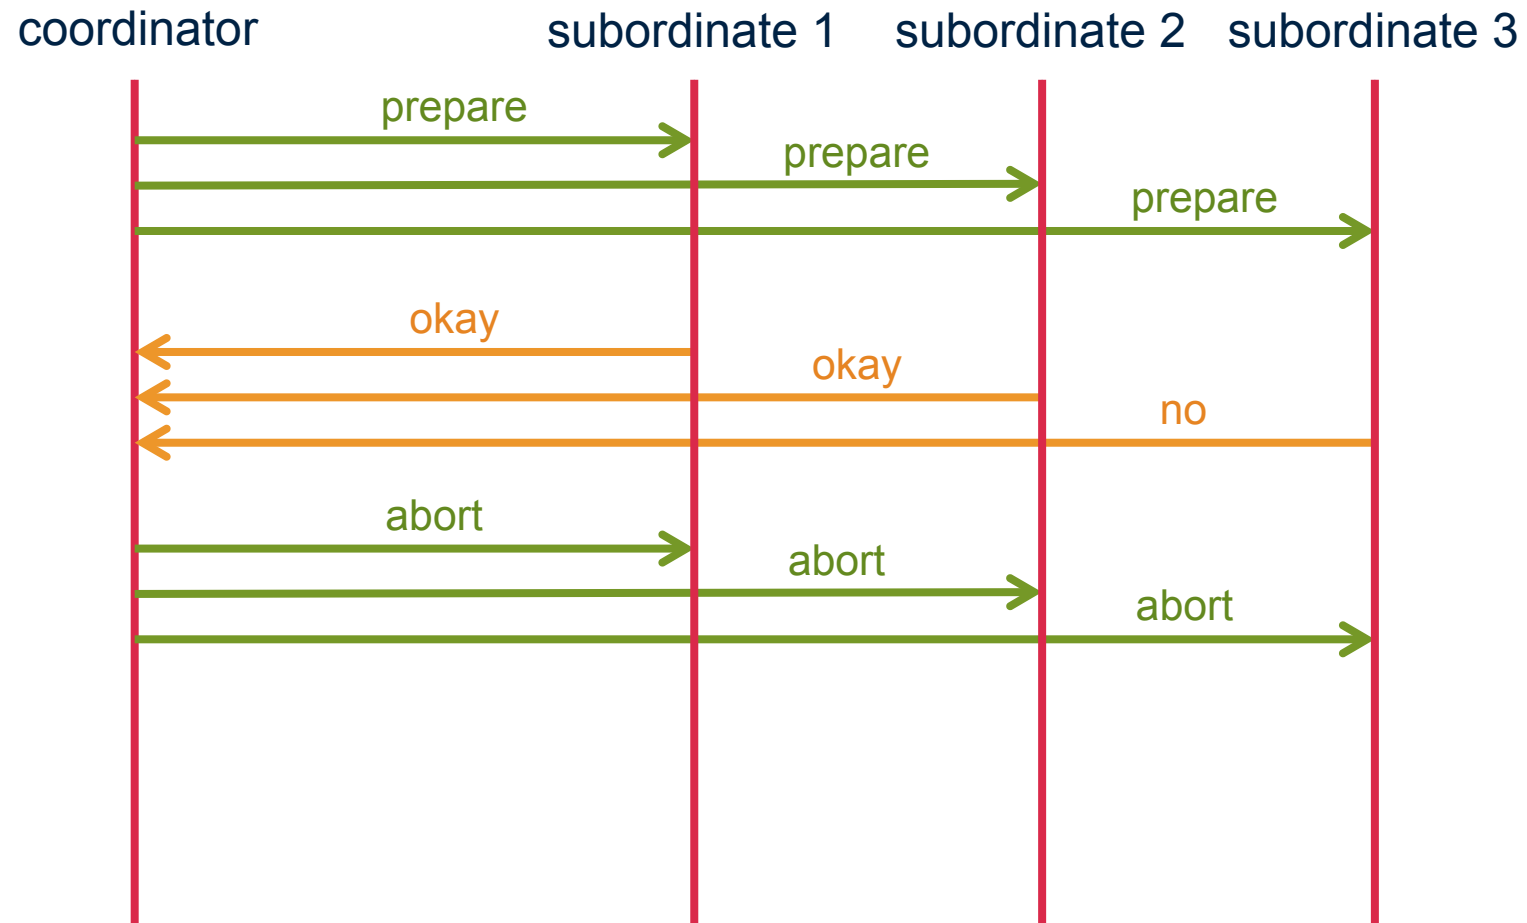 coordinator subordinate 1 subordinate 2 subordinate 3
prepare
prepare
prepare
okay
okay
no
abort
abort
abort